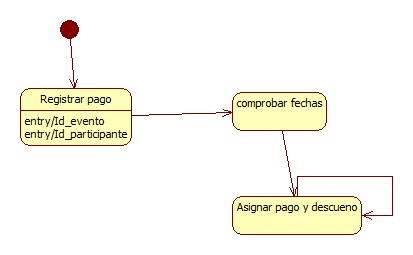 Registrar pago
entry/Id_evento
entry/Id_participante
comprobar fechas
Asignar pago y descueno